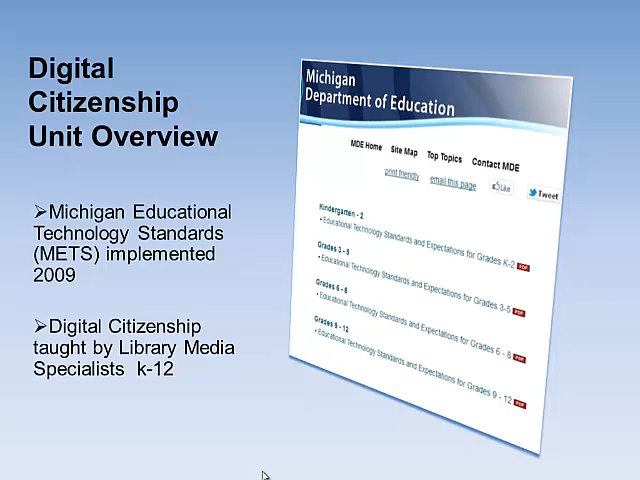 Digital
Citizenship
Unit Overview
➢Michigan Educational
Technology Standards
(METS) implemented
2009
➢Digital Citizenship
taught by Library Media
Specialists k-12
Michigan
Department of Education
MDE Home Site Map Top Topics Contact MDE
print friendly email this page Like Tweet
Kindergarten - 2
• Educational Technology Standards and Expectations for Grades K-2 PDF
Grades 3 - 5
• Educational Technology Standards and Expectations for Grades 3-5 PDF
Grades 6 - 8
• Educational Technology Standards and Expectations for Grades 6 - 8 PDF
Grades 9 - 12
• Educational Technology Standards and Expectations for Grades 9 - 12 PDF